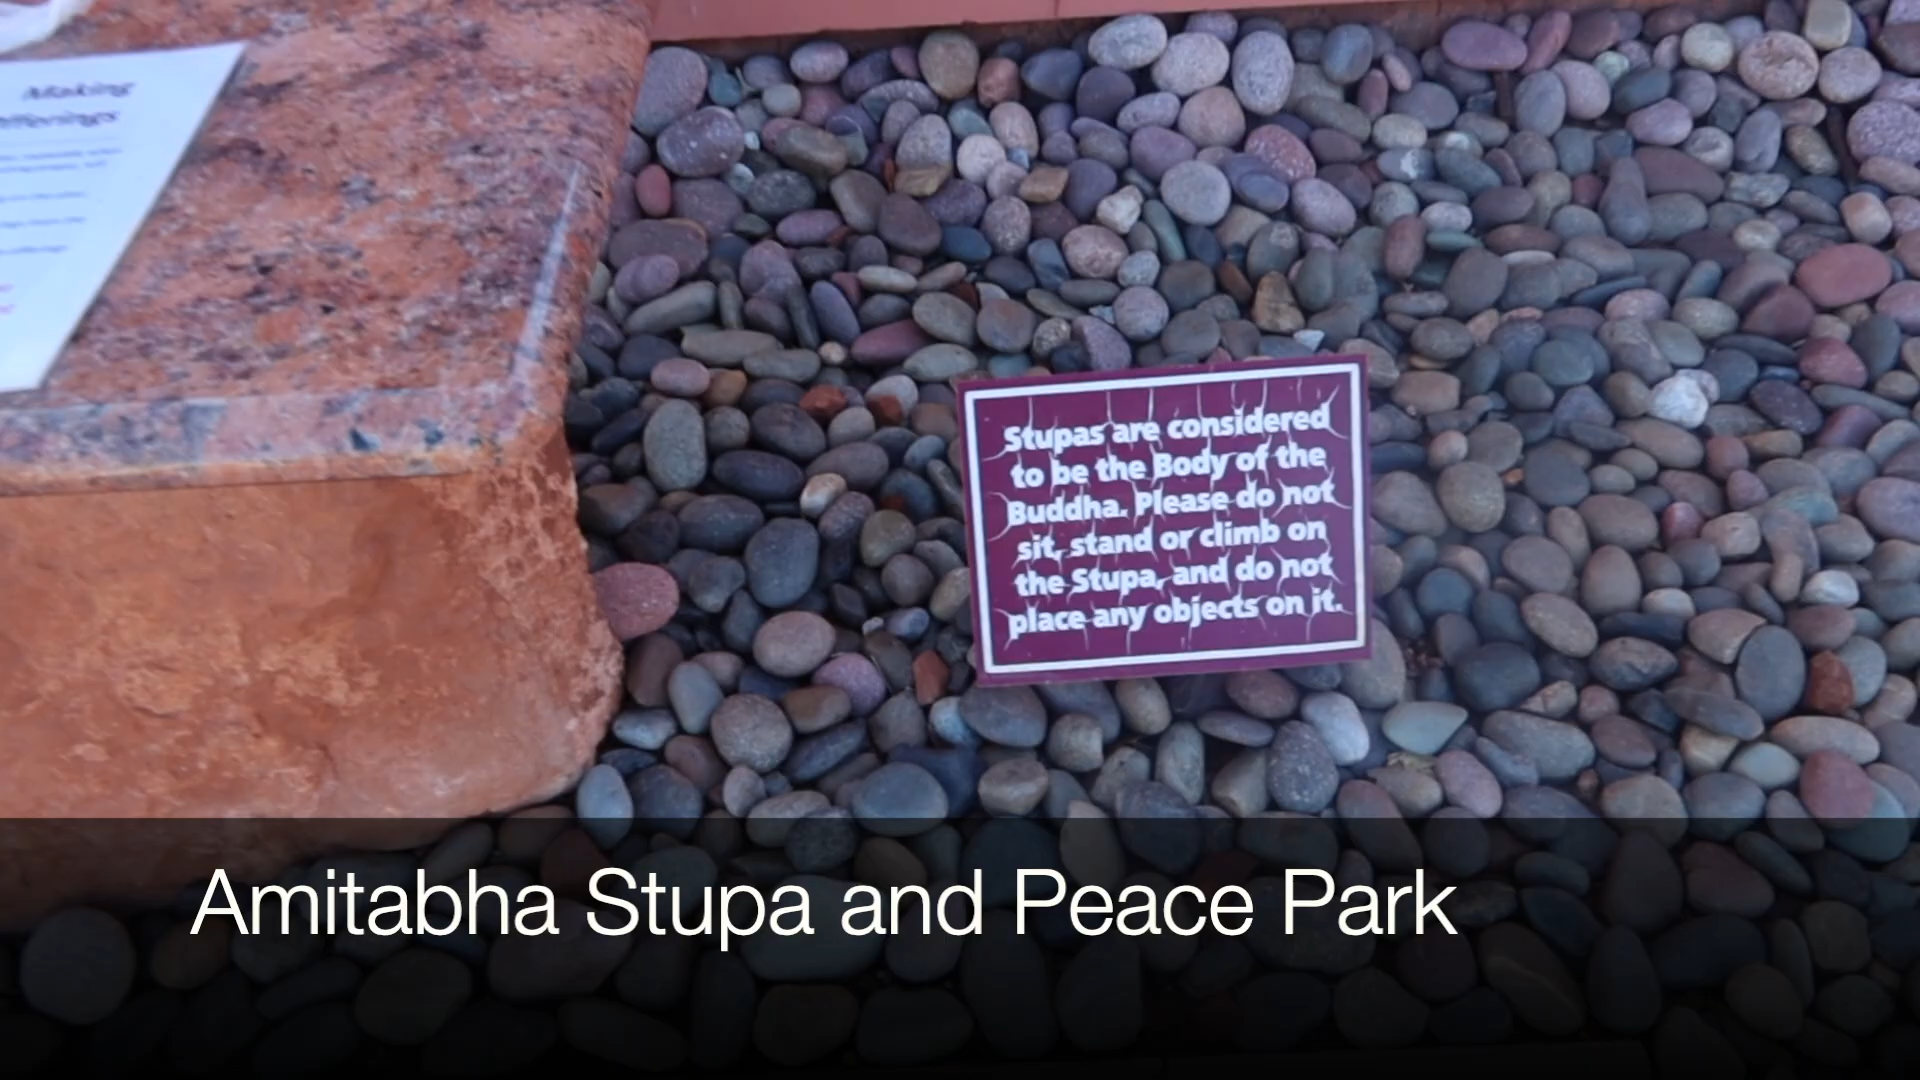 Making
Offerings
Stupas are considered
to be the Body of the
Buddha. Please do not
sit, stand or climb on
the Stupa, and do not
place any objects on it.
Amitabha Stupa and Peace Park